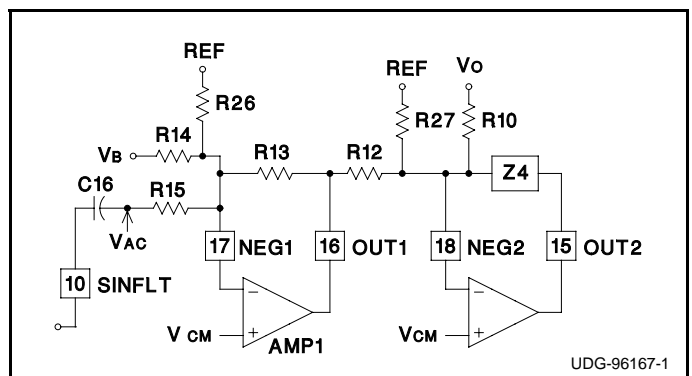 REF
R26
REF
VO
R27
R10
R14
VB
R13
R12
Z4
C16
R15
VAC
17 NEG1
16 OUT1
18 NEG2
15 OUT2
10 SINFLT
−
−
V CM
+
AMP1
VCM
+
UDG-96167-1